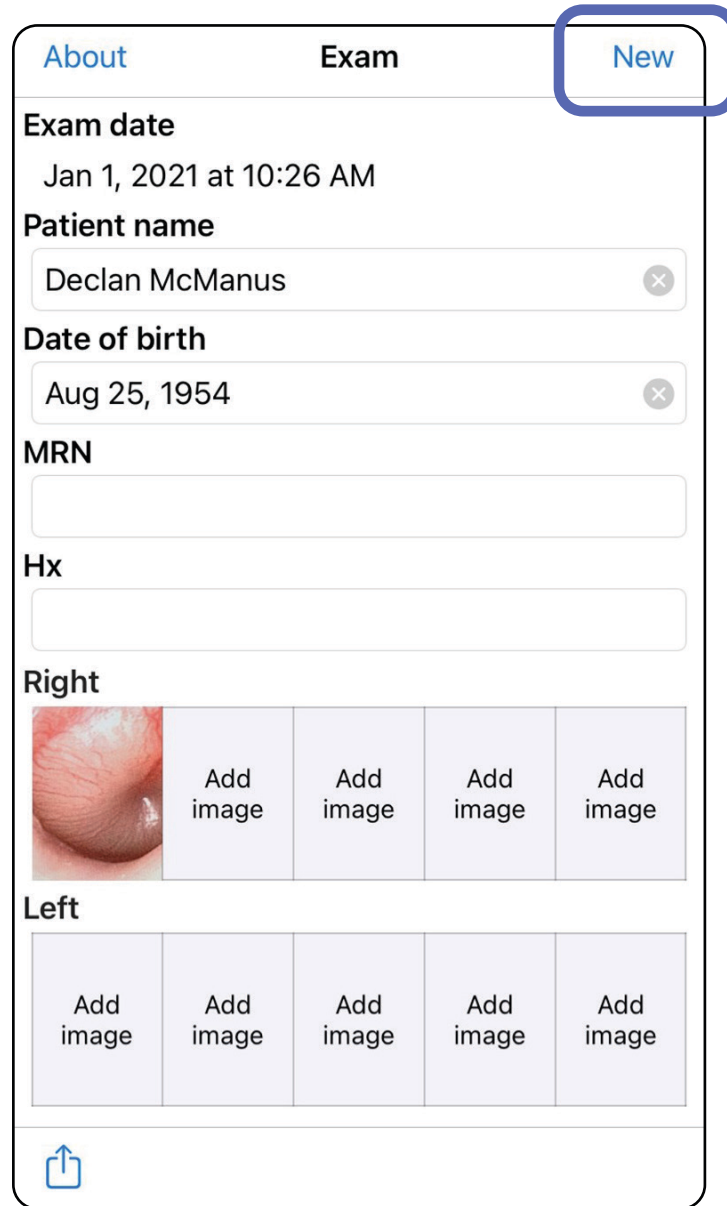 About Exam New
Exam date
Jan 1, 2021 at 10:26 AM
Patient name
Declan McManus
Date of birth
Aug 25, 1954
MRN
Hx
Right
Add image Add image Add image Add image
Left
Add image Add image Add image Add image Add image